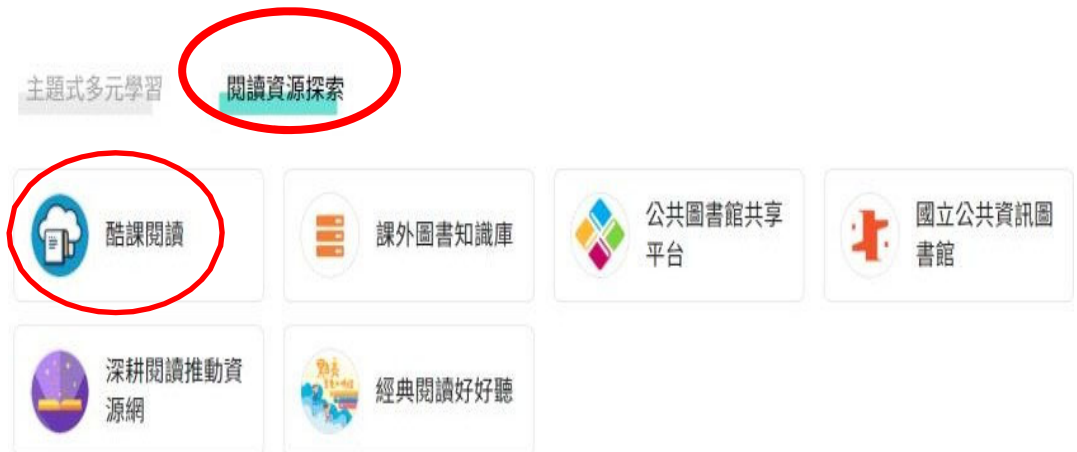 主題式多元學習
閱讀資源探索
酷課閱讀
課外圖書知識庫
公共圖書館共享
平台
國立公共資訊圖
書館
深耕閱讀推動資
源網
經典閱讀好好聽